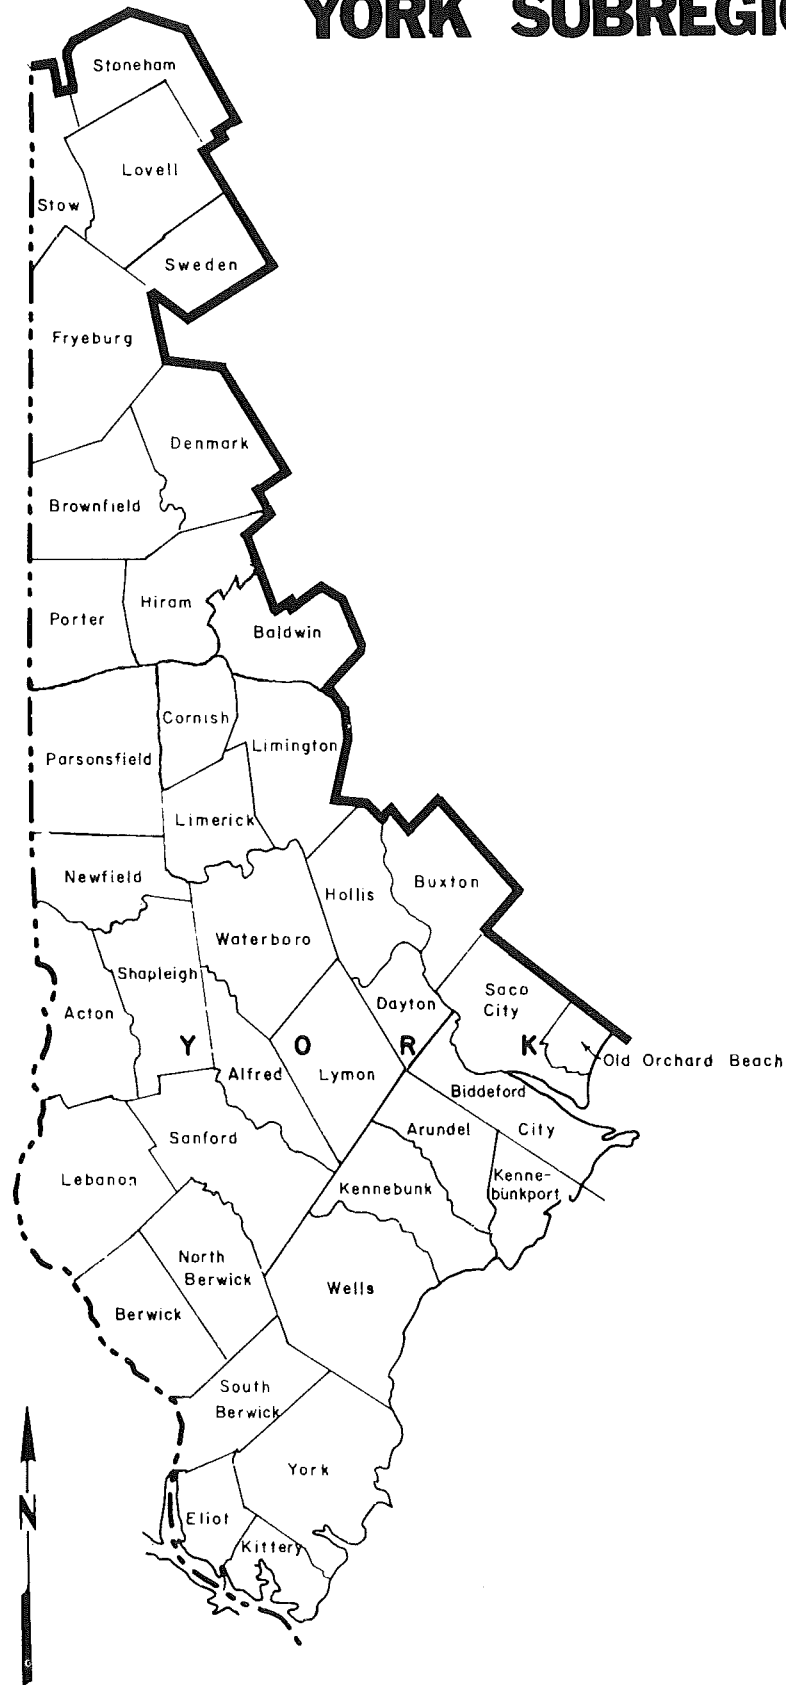 YORK SUBREGIO
Stoneham
Lovell
Stow
Sweden
Fryeburg
Denmark
Brownfield
Hiram
Porter
Baldwin
Cornish
Limington
Parsonsfield
Limerick
Newfield
Buxton
Hollis
Waterboro
Shapleigh
Saco
City
Dayton
Acton
Y O R K
Old Orchard Beach
Alfred
Lymon
Biddeford
City
Arundel
Sanford
Lebanon
Kennebunk
Kenne-
bunkport
North
Berwick
Wells
Berwick
South
Berwick
York
Eliot
Kittery
N